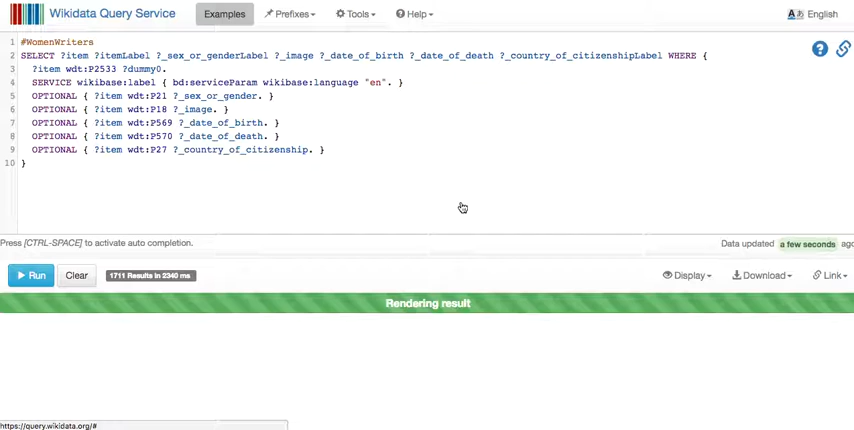 Wikidata Query Service Examples Prefixes Tools Help English
1 #WomenWriters
2 SELECT ?item ?itemLabel ?_sex_or_genderLabel ?_image ?_date_of_birth ?_date_of_death ?_country_of_citizenshipLabel WHERE {
3 ?item wdt:P2533 ?dummy0.
4 SERVICE wikibase:label { bd:serviceParam wikibase:language "en". }
5 OPTIONAL { ?item wdt:P21 ?_sex_or_gender. }
6 OPTIONAL { ?item wdt:P18 ?_image. }
7 OPTIONAL { ?item wdt:P569 ?_date_of_birth. }
8 OPTIONAL { ?item wdt:P570 ?_date_of_death. }
9 OPTIONAL { ?item wdt:P27 ?_country_of_citizenship. }
10 }
Press [CTRL-SPACE] to activate auto completion. Data updated a few seconds ago
Run Clear 1711 Results in 2340 ms Display Download Link
Rendering result
https://query.wikidata.org/#